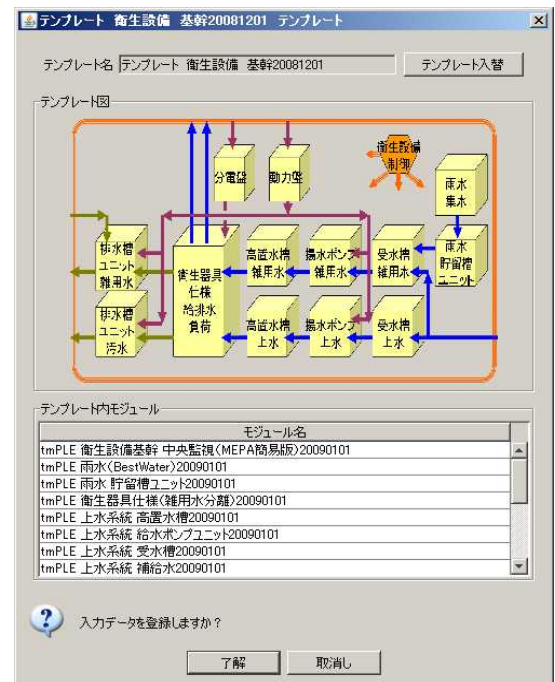 テンプレート 衛生設備 基幹20081201 テンプレート
テンプレート名 テンプレート 衛生設備 基幹20081201 テンプレート入替
テンプレート図
衛生設備
制御
分電盤
動力盤
雨水
集水
排水槽
ユニット
雑用水
衛生器具
仕様
給排水
負荷
高置水槽
雑用水
揚水ポンプ
雑用水
受水槽
雑用水
雨水
貯留槽
ユニット
排水槽
ユニット
汚水
高置水槽
上水
揚水ポンプ
上水
受水槽
上水
テンプレート内モジュール
モジュール名
tmPLE 衛生設備基幹 中央監視(MEPA簡易版)20090101
tmPLE 雨水(BestWater)20090101
tmPLE 雨水 貯留槽ユニット20090101
tmPLE 衛生器具仕様(雑用水分離)20090101
tmPLE 上水系統 高置水槽20090101
tmPLE 上水系統 給水ポンプユニット20090101
tmPLE 上水系統 受水槽20090101
tmPLE 上水系統 補給水20090101
入力データを登録しますか?
了解 取消し